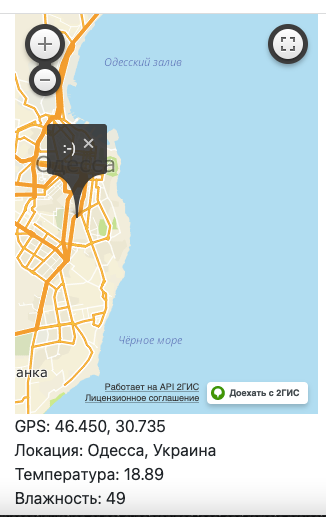 Одесский залив
:-)
Одесса
Чёрное море
анка
Работает на API 2ГИС
Лицензионное соглашение
Доехать с 2ГИС
GPS: 46.450, 30.735
Локация: Одесса, Украина
Температура: 18.89
Влажность: 49